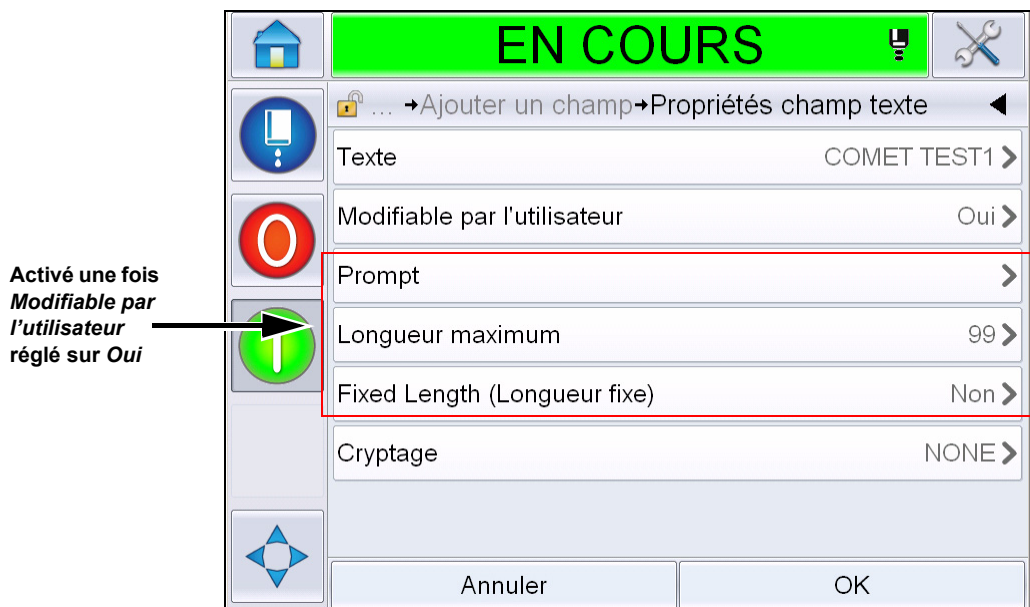 EN COURS
... →Ajouter un champ→Propriétés champ texte
Texte COMET TEST1
Modifiable par l'utilisateur Oui
Prompt
Longueur maximum 99
Fixed Length (Longueur fixe) Non
Cryptage NONE
Annuler OK
Activé une fois
Modifiable par
l’utilisateur
réglé sur Oui